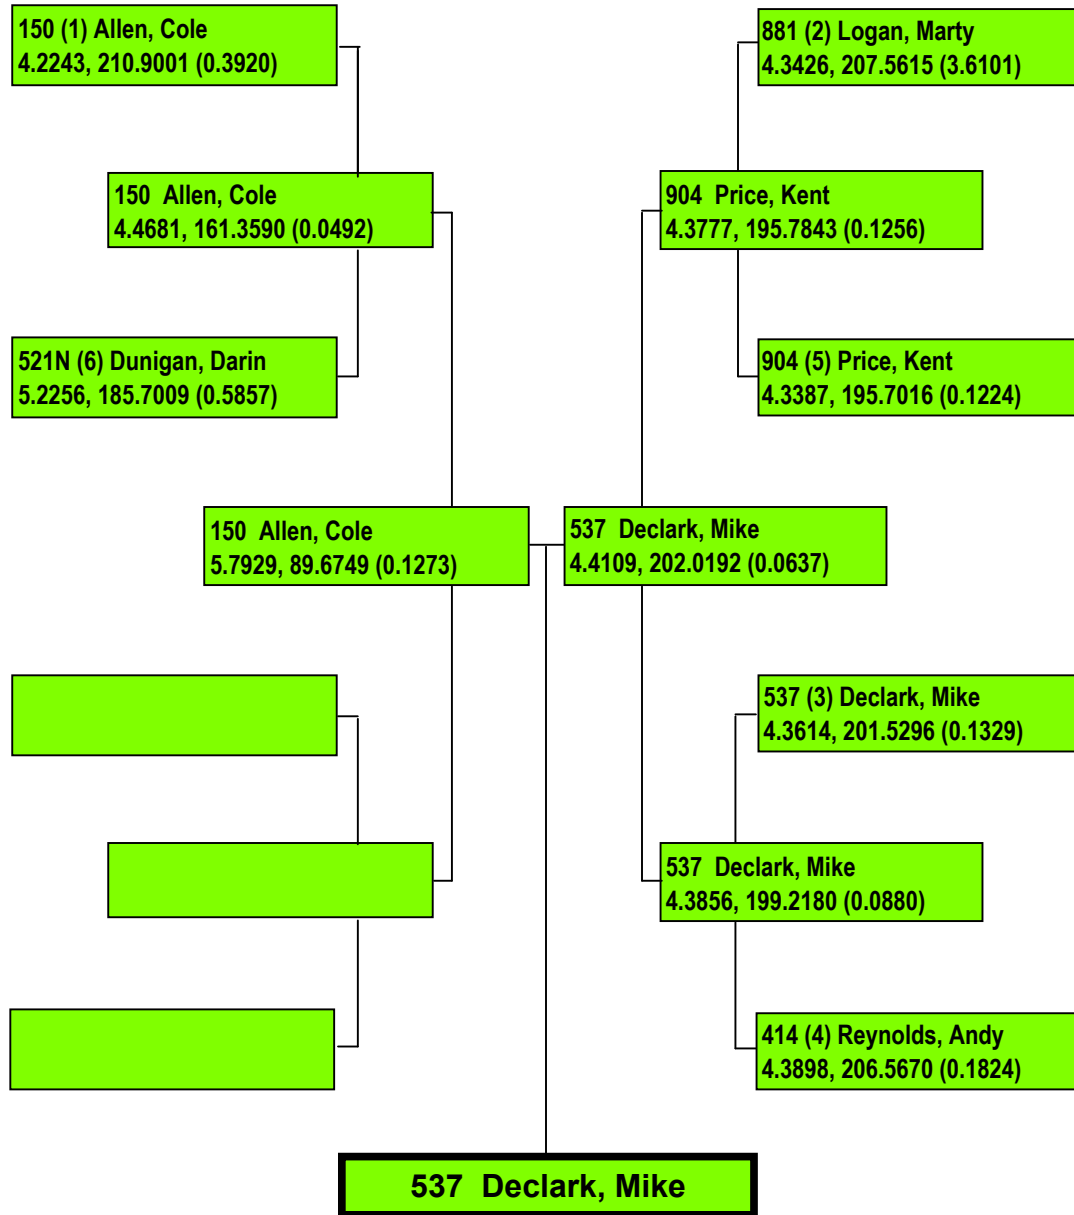 150 (1) Allen, Cole
4.2243, 210.9001 (0.3920)
881 (2) Logan, Marty
4.3426, 207.5615 (3.6101)
150  Allen, Cole
4.4681, 161.3590 (0.0492)
904  Price, Kent
4.3777, 195.7843 (0.1256)
521N (6) Dunigan, Darin
5.2256, 185.7009 (0.5857)
904 (5) Price, Kent
4.3387, 195.7016 (0.1224)
150  Allen, Cole
5.7929, 89.6749 (0.1273)
537  Declark, Mike
4.4109, 202.0192 (0.0637)
537 (3) Declark, Mike
4.3614, 201.5296 (0.1329)
537  Declark, Mike
4.3856, 199.2180 (0.0880)
414 (4) Reynolds, Andy
4.3898, 206.5670 (0.1824)
537  Declark, Mike